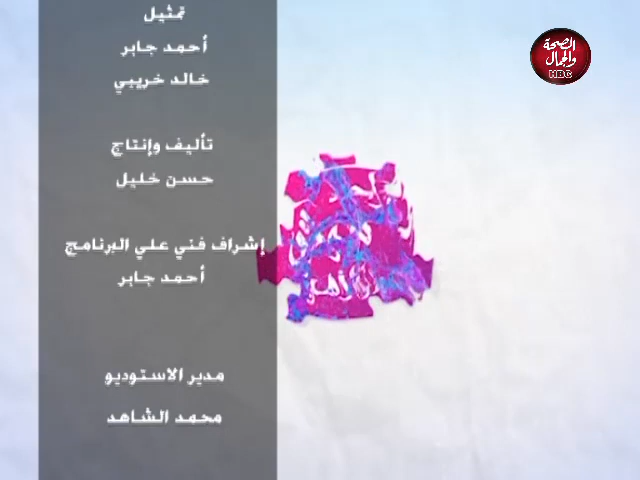 تمثيل
أحمد جابر
خالد خريبي
تأليف وإنتاج
حسن خليل
إشراف فني علي البرنامج
أحمد جابر
مدير الاستوديو
محمد الشاهد
الصحة
والجمال
HBC